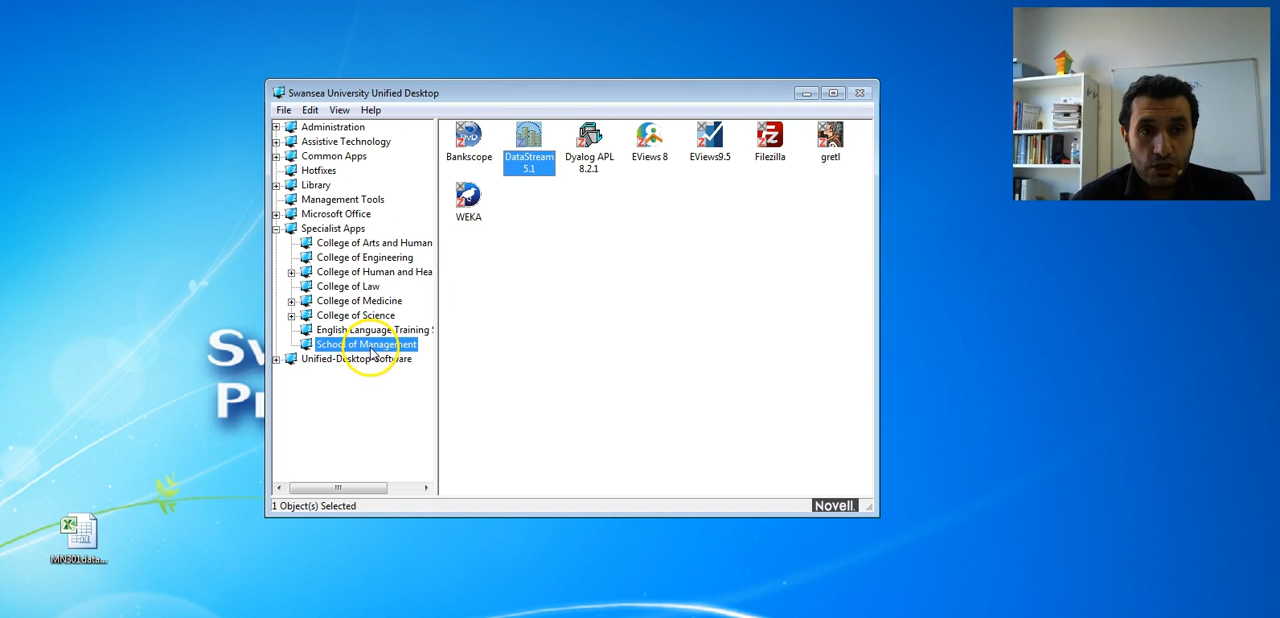 Swansea University Unified Desktop
File Edit View Help
Administration
Assistive Technology
Common Apps
Hotfixes
Library
Management Tools
Microsoft Office
Specialist Apps
College of Arts and Human
College of Engineering
College of Human and Hea
College of Law
College of Medicine
College of Science
English Language Training S
School of Management
Unified-Desktop-Software
Bankscope
DataStream
5.1
Dyalog APL
8.2.1
EViews 8
EViews9.5
Filezilla
gretl
WEKA
1 Object(s) Selected
Novell.
Sw
Pr
MN301data...